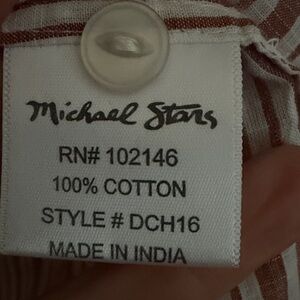 Michael Stars
RN# 102146
100% COTTON
STYLE # DCH16
MADE IN INDIA